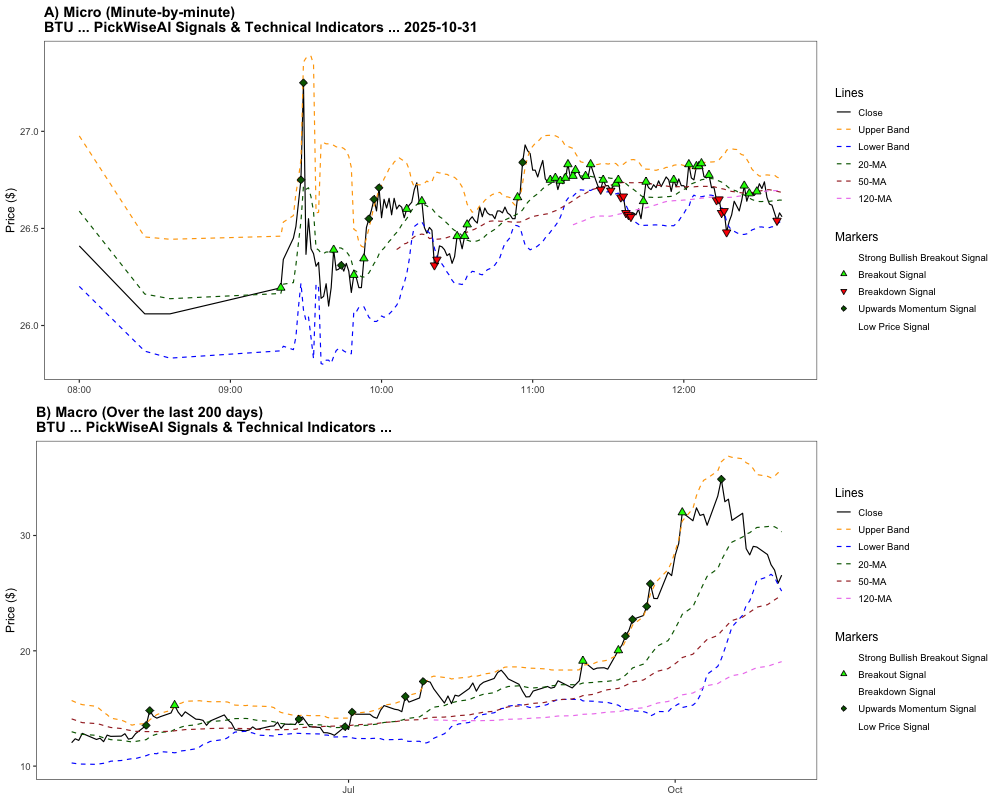 A) Micro (Minute-by-minute)
BTU ... PickWiseAI Signals & Technical Indicators ... 2025-10-31
Price ($)
27.0
26.5
26.0
08:00
09:00
10:00
11:00
12:00
Lines
Close
Upper Band
Lower Band
20-MA
50-MA
120-MA
Markers
Strong Bullish Breakout Signal
Breakout Signal
Breakdown Signal
Upwards Momentum Signal
Low Price Signal
B) Macro (Over the last 200 days)
BTU ... PickWiseAI Signals & Technical Indicators ...
Price ($)
30
20
10
Jul
Oct
Lines
Close
Upper Band
Lower Band
20-MA
50-MA
120-MA
Markers
Strong Bullish Breakout Signal
Breakout Signal
Breakdown Signal
Upwards Momentum Signal
Low Price Signal